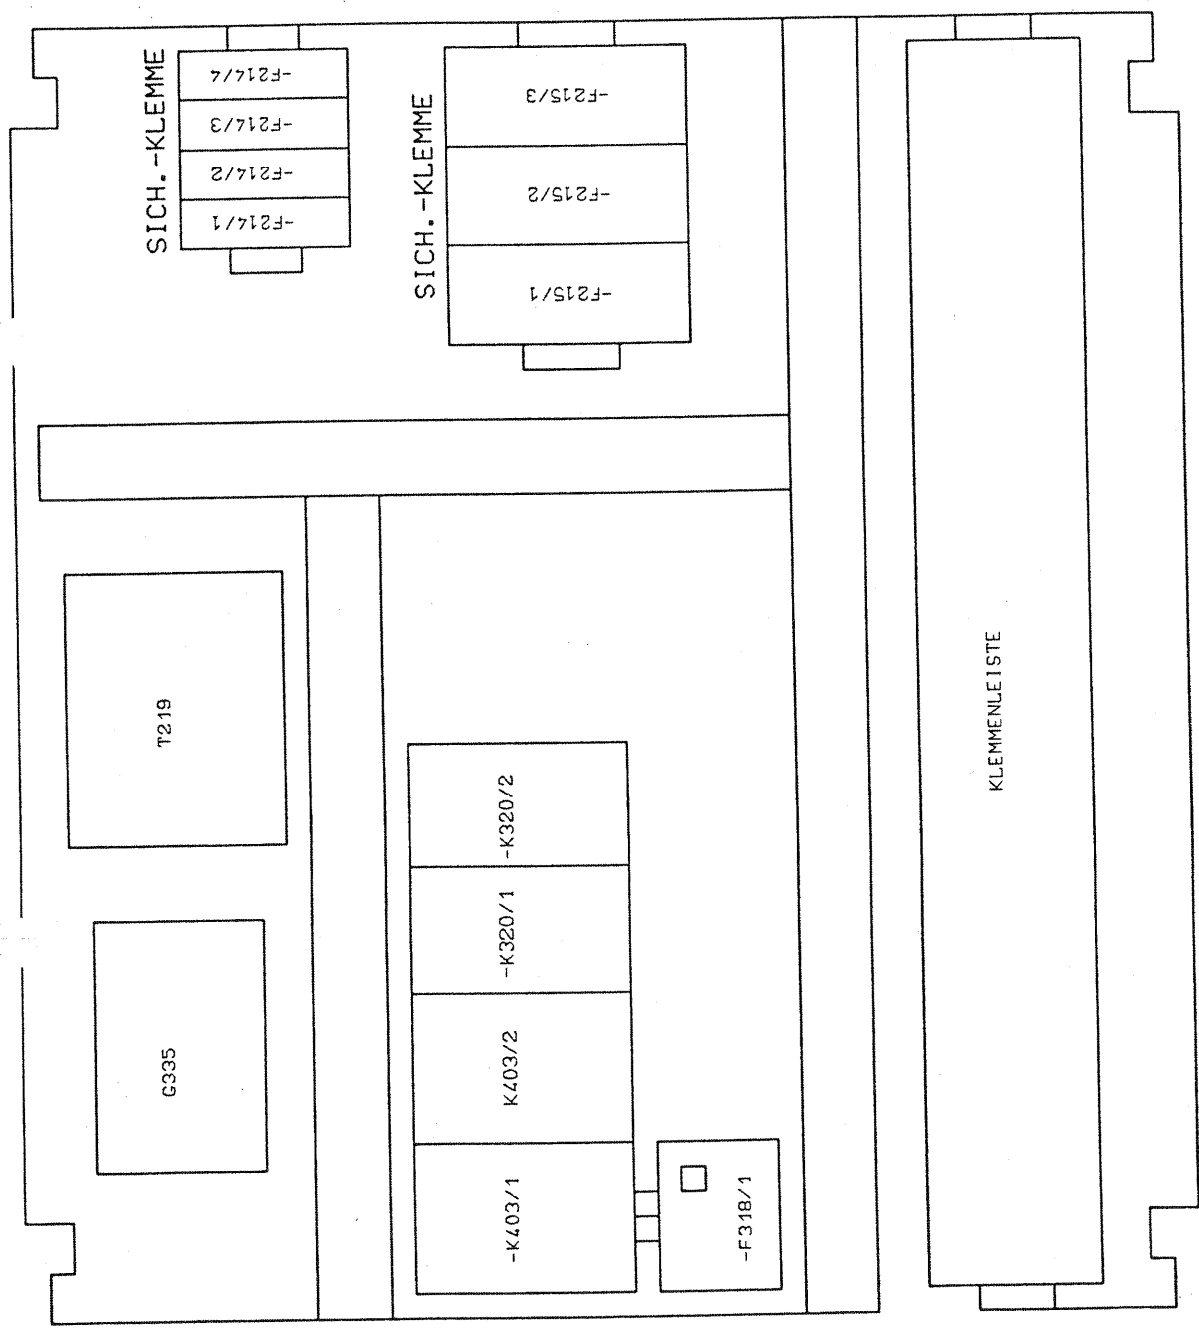 G335
T219
SICH.-KLEMME
-F214/1
-F214/2
-F214/3
-F214/4
-K403/1
K403/2
-K320/1
-K320/2
SICH.-KLEMME
-F215/1
-F215/2
-F215/3
-F318/1
KLEMMENLEISTE